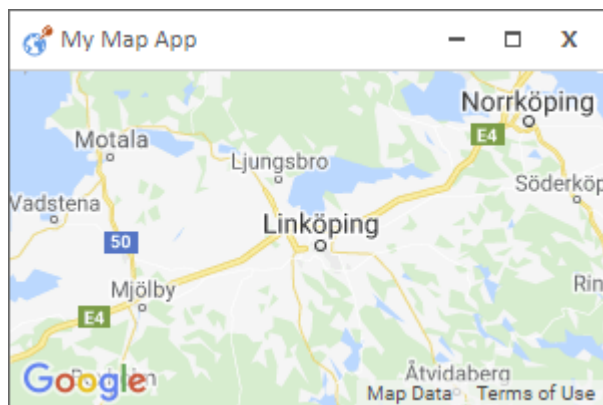 My Map App
Norrköping
E4
Motala
Ljungsbro
Vadstena
Söderköp
Linköping
50
Rin
Mjölby
E4
Åtvidaberg
Google
Map Data
Terms of Use